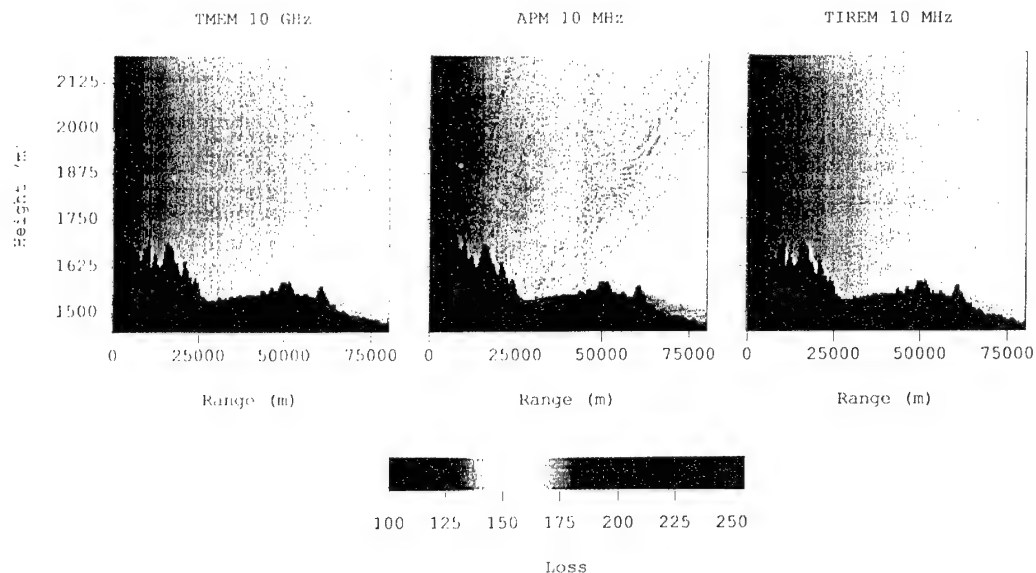 TMEM 10 GHz APM 10 MHz TIREM 10 MHz
2125
2000
1875
1750
1625
1500
Height (m)
0 25000 50000 75000
0 25000 50000 75000
0 25000 50000 75000
Range (m) Range (m) Range (m)
100 125 150 175 200 225 250
Loss